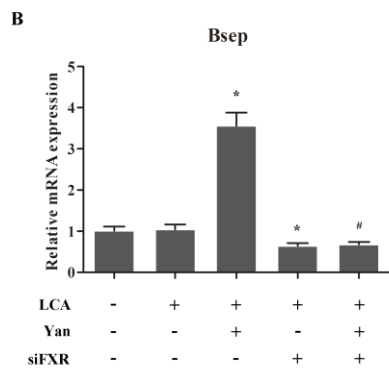 B
Bsep
Relative mRNA expression
5
4
3
2
1
0
*
*
#
LCA - + + + +
Yan - - + - +
siFXR - - - + +